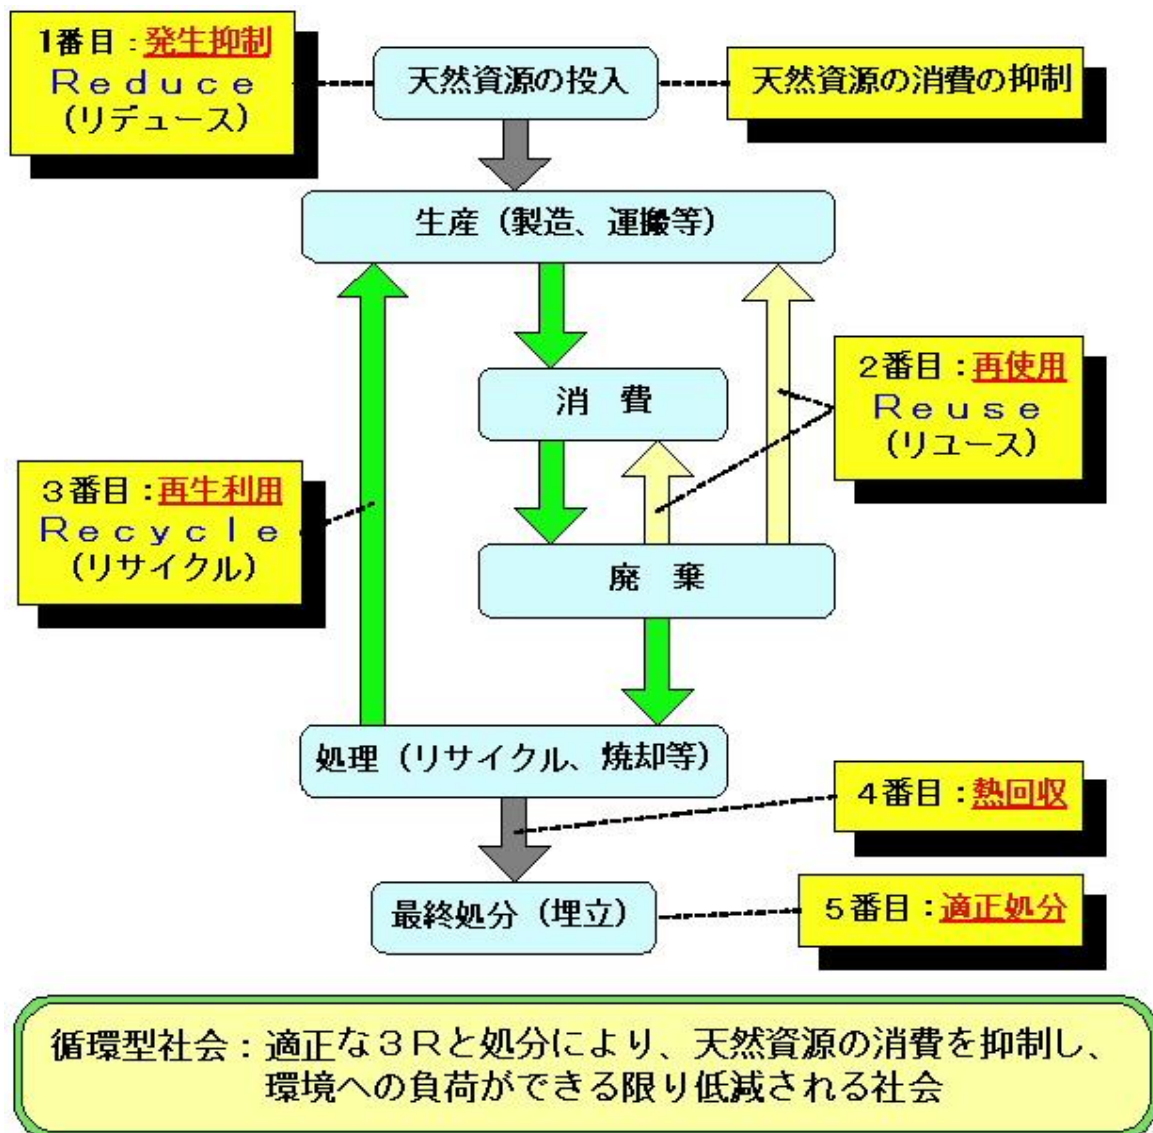 1番目：発生抑制
Ｒｅｄｕｃｅ
(リデュース)
天然資源の投入
天然資源の消費の抑制
生産（製造、運搬等）
消　費
2番目：再使用
Ｒｅｕｓｅ
(リユース)
3番目：再生利用
Ｒｅｃｙｃｌｅ
(リサイクル)
廃　棄
処理（リサイクル、焼却等）
4番目：熱回収
最終処分（埋立）
5番目：適正処分
循環型社会：適正な３Ｒと処分により、天然資源の消費を抑制し、
環境への負荷ができる限り低減される社会